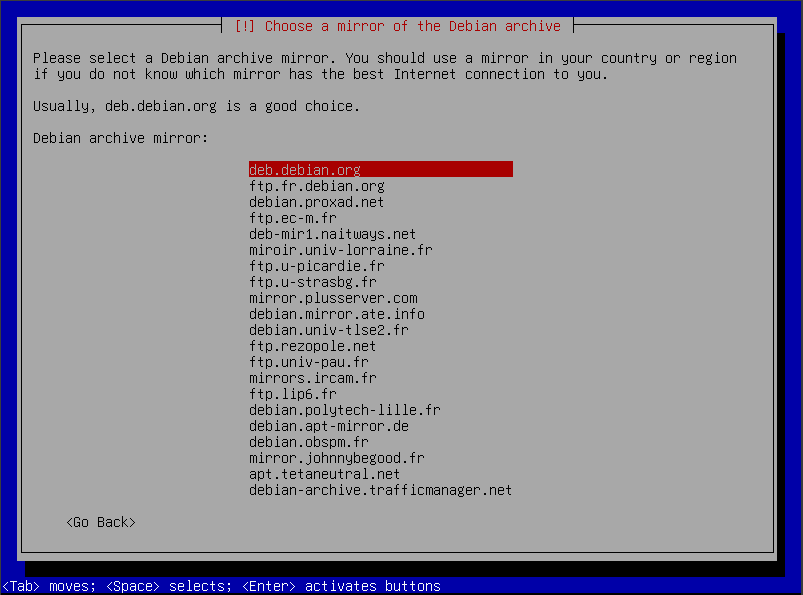 [!] Choose a mirror of the Debian archive
Please select a Debian archive mirror. You should use a mirror in your country or region
if you do not know which mirror has the best Internet connection to you.
Usually, deb.debian.org is a good choice.
Debian archive mirror:
deb.debian.org
ftp.fr.debian.org
debian.proxad.net
ftp.ec-m.fr
deb-mir1.naitways.net
miroir.univ-lorraine.fr
ftp.u-picardie.fr
ftp.u-strasbg.fr
mirror.plusserver.com
debian.mirror.ate.info
debian.univ-tlse2.fr
ftp.rezopole.net
ftp.univ-pau.fr
mirrors.ircam.fr
ftp.lip6.fr
debian.polytech-lille.fr
debian.apt-mirror.de
debian.obspm.fr
mirror.johnnybegood.fr
apt.tetaneutral.net
debian-archive.trafficmanager.net
<Go Back>
<Tab> moves; <Space> selects; <Enter> activates buttons